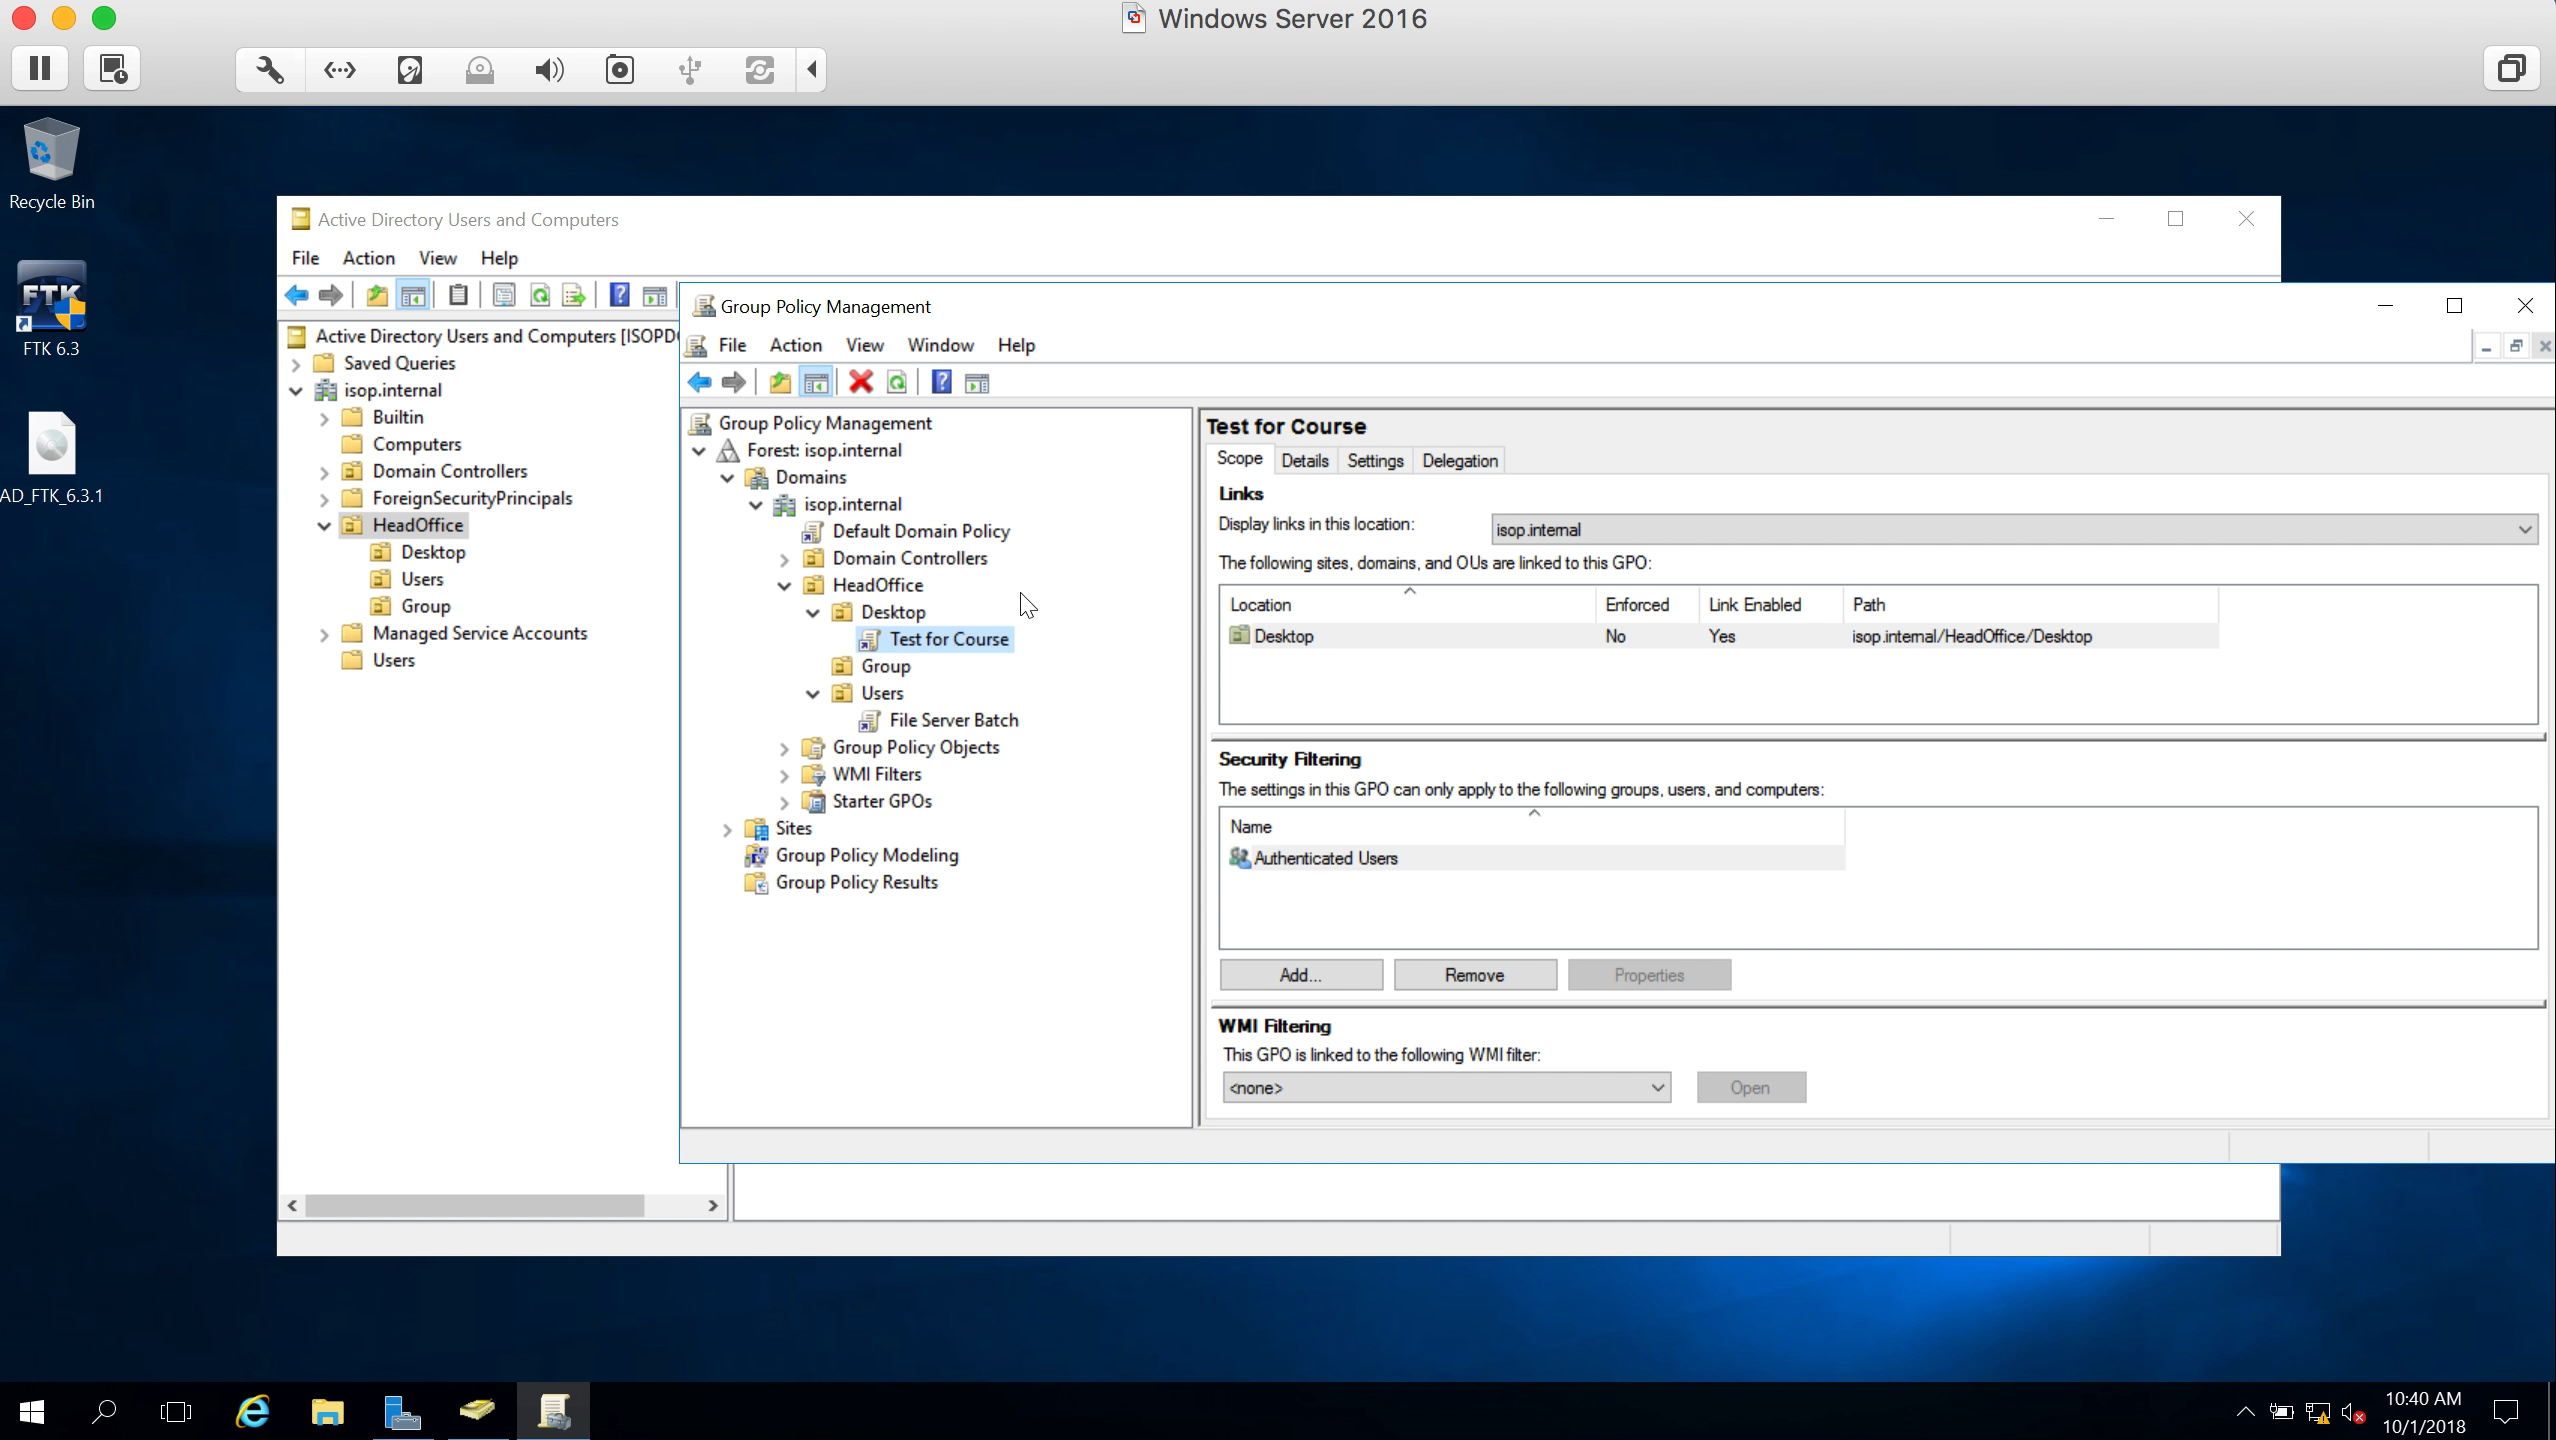 Windows Server 2016
Recycle Bin
FTK
FTK 6.3
AD_FTK_6.3.1
Active Directory Users and Computers
File Action View Help
Active Directory Users and Computers [ISOPD
Saved Queries
isop.internal
Builtin
Computers
Domain Controllers
ForeignSecurityPrincipals
HeadOffice
Desktop
Users
Group
Managed Service Accounts
Users
Group Policy Management
File Action View Window Help
Group Policy Management
Forest: isop.internal
Domains
isop.internal
Default Domain Policy
Domain Controllers
HeadOffice
Desktop
Test for Course
Group
Users
File Server Batch
Group Policy Objects
WMI Filters
Starter GPOs
Sites
Group Policy Modeling
Group Policy Results
Test for Course
Scope Details Settings Delegation
Links
Display links in this location: isop.internal
The following sites, domains, and OUs are linked to this GPO:
Location Enforced Link Enabled Path
Desktop No Yes isop.internal/HeadOffice/Desktop
Security Filtering
The settings in this GPO can only apply to the following groups, users, and computers:
Name
Authenticated Users
Add... Remove Properties
WMI Filtering
This GPO is linked to the following WMI filter:
<none> Open
10:40 AM
10/1/2018